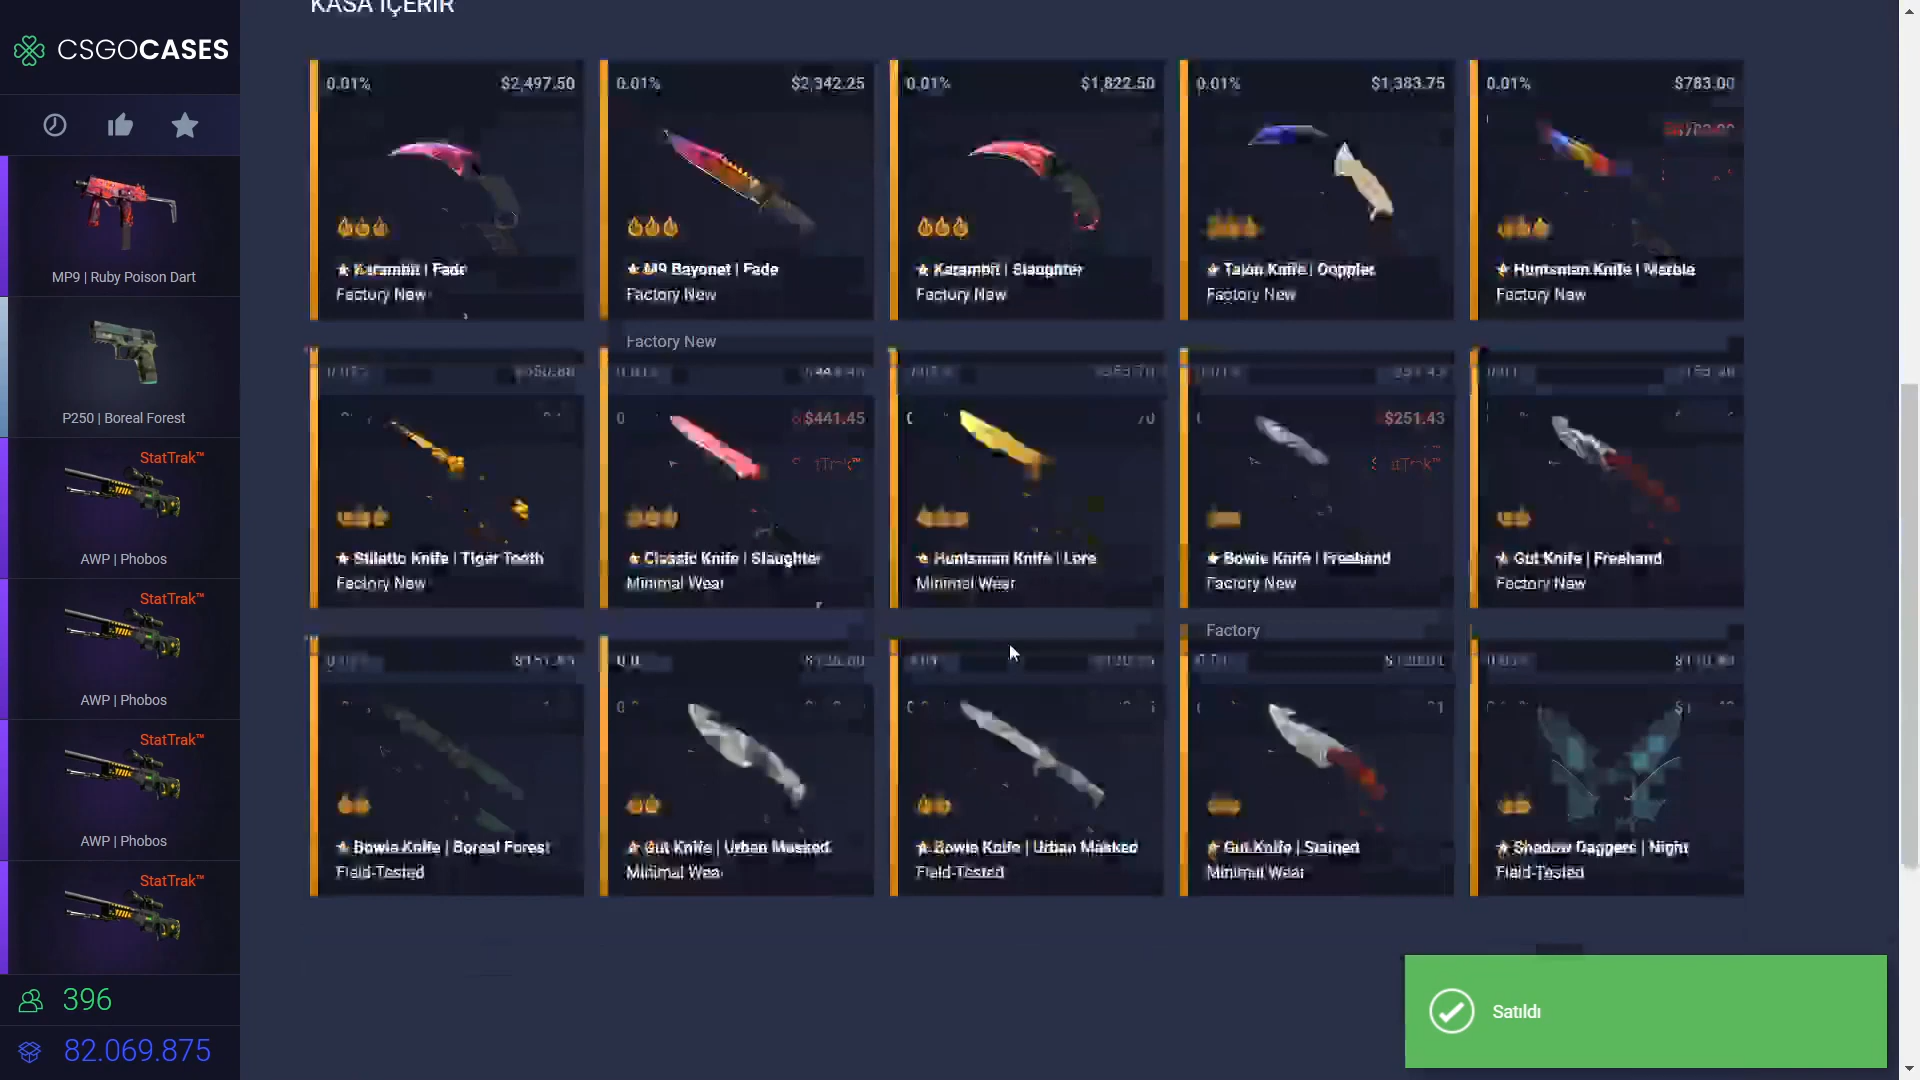 KASA İÇERİR
CSGOCASES
MP9 | Ruby Poison Dart
P250 | Boreal Forest
StatTrak™
AWP | Phobos
StatTrak™
AWP | Phobos
StatTrak™
AWP | Phobos
StatTrak™
396
82.069.875
0.01% $2,497.50
★ Karambit | Fade
Factory New
0.01% $2,342.25
★ M9 Bayonet | Fade
Factory New
0.01% $1,822.50
★ Karambit | Slaughter
Factory New
0.01% $1,383.75
★ Talon Knife | Doppler
Factory New
0.01% $783.00
★ Huntsman Knife | Marble
Factory New
★ Stiletto Knife | Tiger Tooth
Factory New
Factory New
$441.45
★ Classic Knife | Slaughter
Minimal Wear
★ Huntsman Knife | Lore
Minimal Wear
$251.43
★ Bowie Knife | Freehand
Factory New
★ Gut Knife | Freehand
Factory New
★ Bowie Knife | Boreal Forest
Field-Tested
★ Gut Knife | Urban Masked
Minimal Wear
★ Bowie Knife | Urban Masked
Field-Tested
Factory
★ Gut Knife | Stained
Minimal Wear
★ Shadow Daggers | Night
Field-Tested
Satıldı